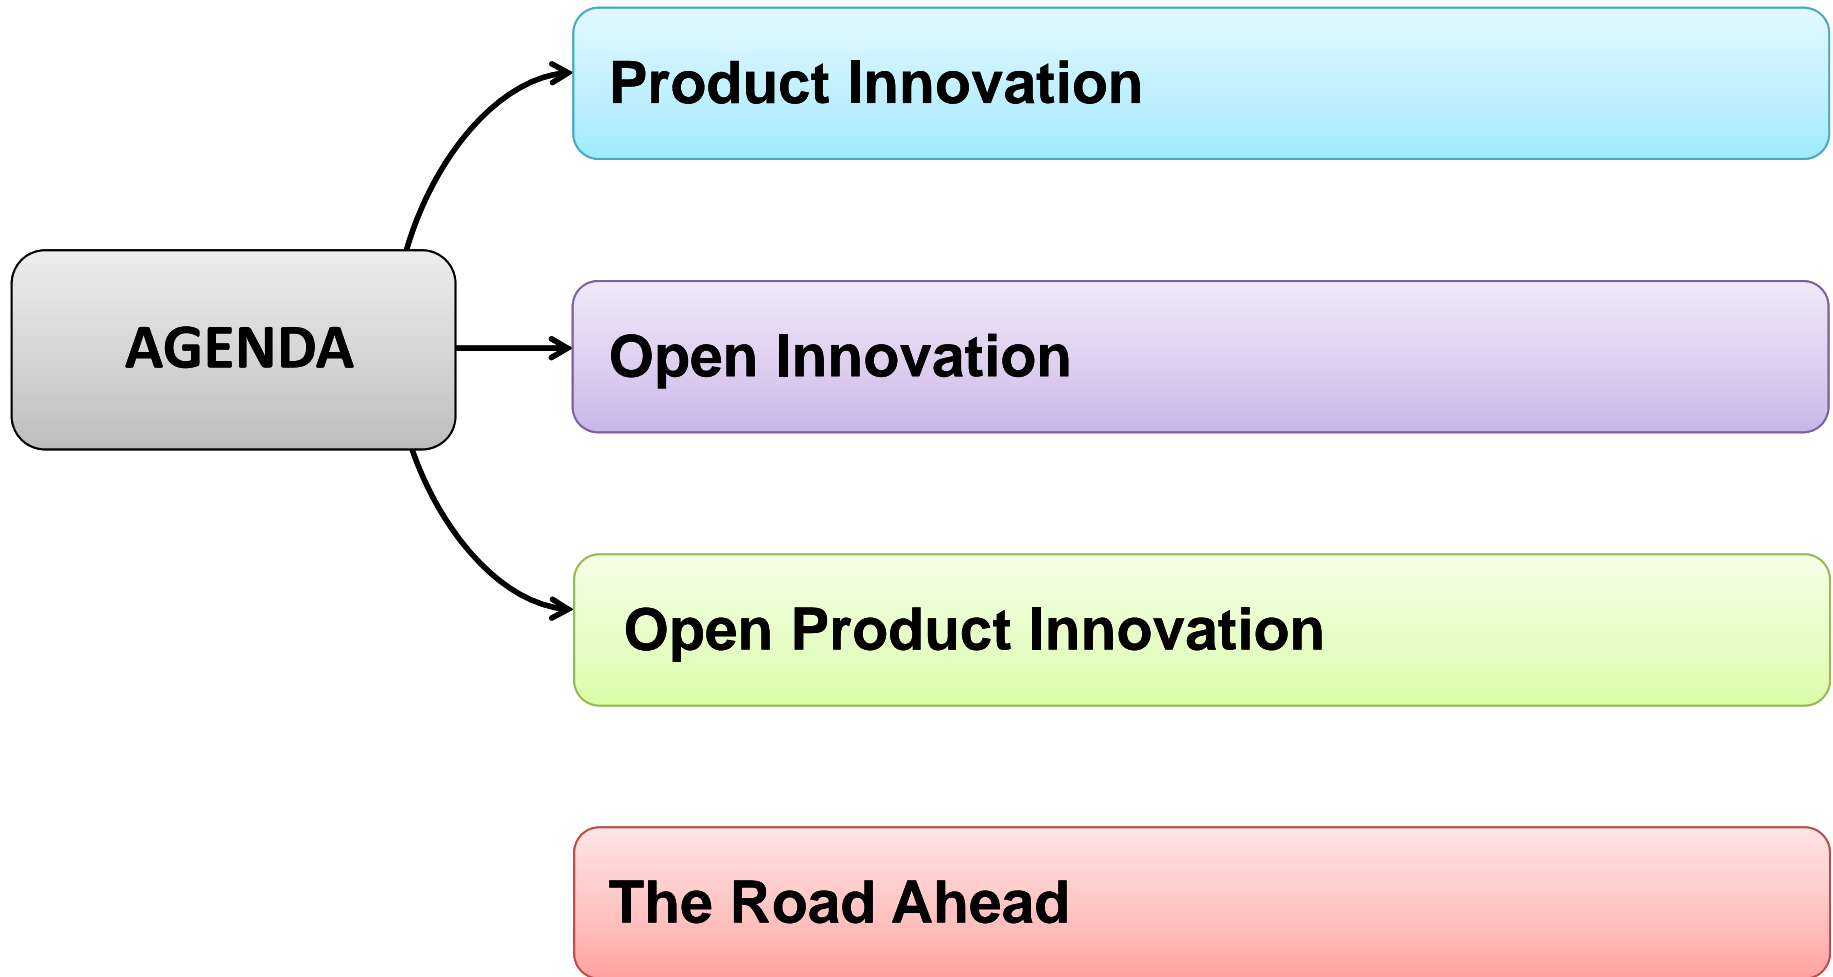 Product Innovation
AGENDA
Open Innovation
Open Product Innovation
The Road Ahead